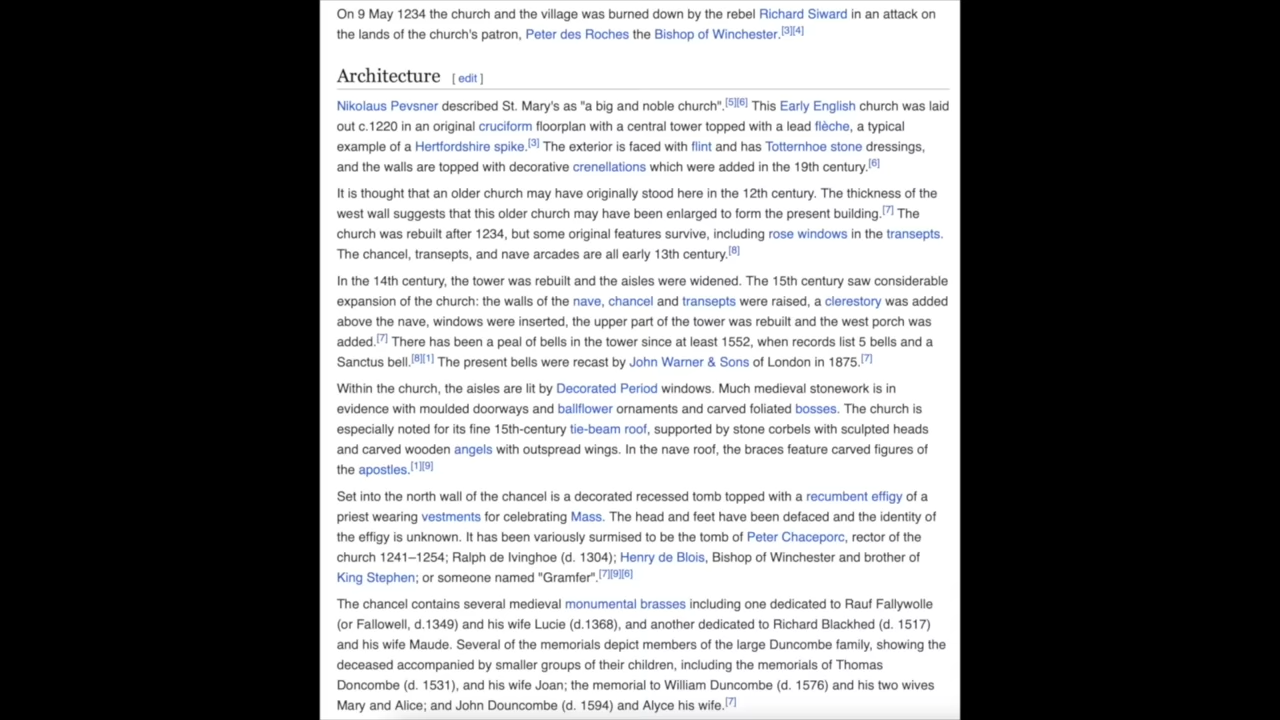 On 9 May 1234 the church and the village was burned down by the rebel Richard Siward in an attack on
the lands of the church's patron, Peter des Roches the Bishop of Winchester.[3][4]
Architecture [ edit ]
Nikolaus Pevsner described St. Mary's as "a big and noble church".[5][6] This Early English church was laid
out c.1220 in an original cruciform floorplan with a central tower topped with a lead flèche, a typical
example of a Hertfordshire spike.[3] The exterior is faced with flint and has Totternhoe stone dressings,
and the walls are topped with decorative crenellations which were added in the 19th century.[6]
It is thought that an older church may have originally stood here in the 12th century. The thickness of the
west wall suggests that this older church may have been enlarged to form the present building.[7] The
church was rebuilt after 1234, but some original features survive, including rose windows in the transepts.
The chancel, transepts, and nave arcades are all early 13th century.[8]
In the 14th century, the tower was rebuilt and the aisles were widened. The 15th century saw considerable
expansion of the church: the walls of the nave, chancel and transepts were raised, a clerestory was added
above the nave, windows were inserted, the upper part of the tower was rebuilt and the west porch was
added.[7] There has been a peal of bells in the tower since at least 1552, when records list 5 bells and a
Sanctus bell.[8][1] The present bells were recast by John Warner & Sons of London in 1875.[7]
Within the church, the aisles are lit by Decorated Period windows. Much medieval stonework is in
evidence with moulded doorways and ballflower ornaments and carved foliated bosses. The church is
especially noted for its fine 15th-century tie-beam roof, supported by stone corbels with sculpted heads
and carved wooden angels with outspread wings. In the nave roof, the braces feature carved figures of
the apostles.[1][9]
Set into the north wall of the chancel is a decorated recessed tomb topped with a recumbent effigy of a
priest wearing vestments for celebrating Mass. The head and feet have been defaced and the identity of
the effigy is unknown. It has been variously surmised to be the tomb of Peter Chaceporc, rector of the
church 1241–1254; Ralph de Ivinghoe (d. 1304); Henry de Blois, Bishop of Winchester and brother of
King Stephen; or someone named "Gramfer".[7][9][6]
The chancel contains several medieval monumental brasses including one dedicated to Rauf Fallywolle
(or Fallowell, d.1349) and his wife Lucie (d.1368), and another dedicated to Richard Blackhed (d. 1517)
and his wife Maude. Several of the memorials depict members of the large Duncombe family, showing the
deceased accompanied by smaller groups of their children, including the memorials of Thomas
Doncombe (d. 1531), and his wife Joan; the memorial to William Duncombe (d. 1576) and his two wives
Mary and Alice; and John Douncombe (d. 1594) and Alyce his wife.[7]